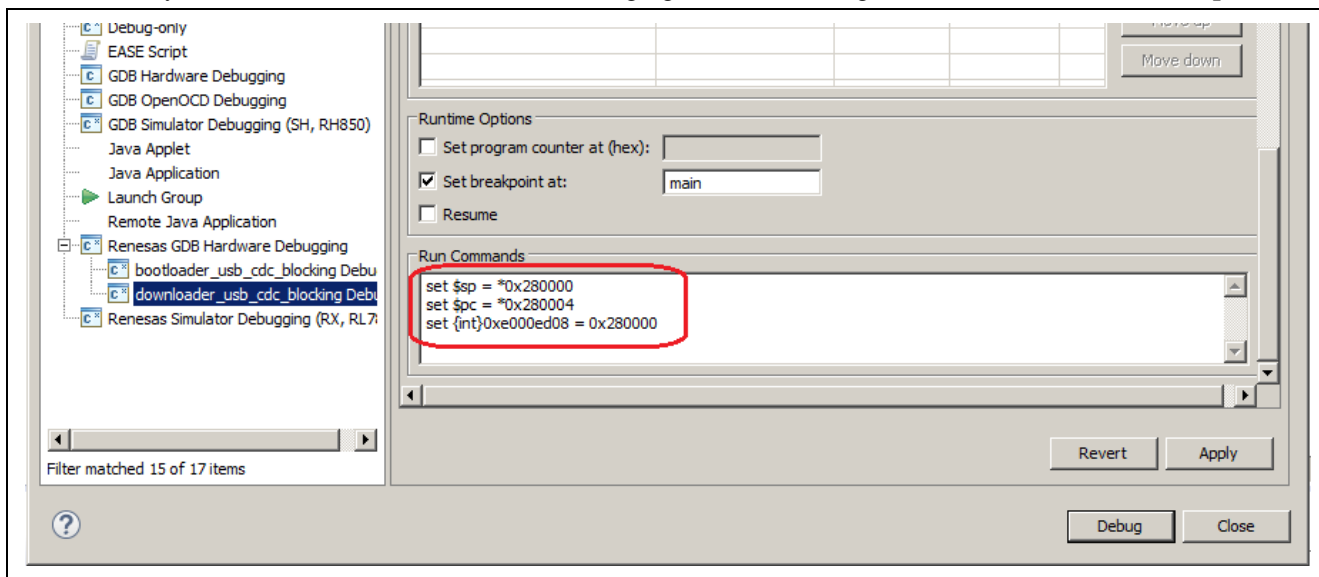 Debug-only
EASE Script
GDB Hardware Debugging
GDB OpenOCD Debugging
GDB Simulator Debugging (SH, RH850)
Java Applet
Java Application
Launch Group
Remote Java Application
Renesas GDB Hardware Debugging
bootloader_usb_cdc_blocking Debu
downloader_usb_cdc_blocking Debu
Renesas Simulator Debugging (RX, RL7
Filter matched 15 of 17 items
Move down
Runtime Options
Set program counter at (hex):
Set breakpoint at: main
Resume
Run Commands
set $sp = *0x280000
set $pc = *0x280004
set {int}0xe000ed08 = 0x280000
Revert Apply
Debug Close